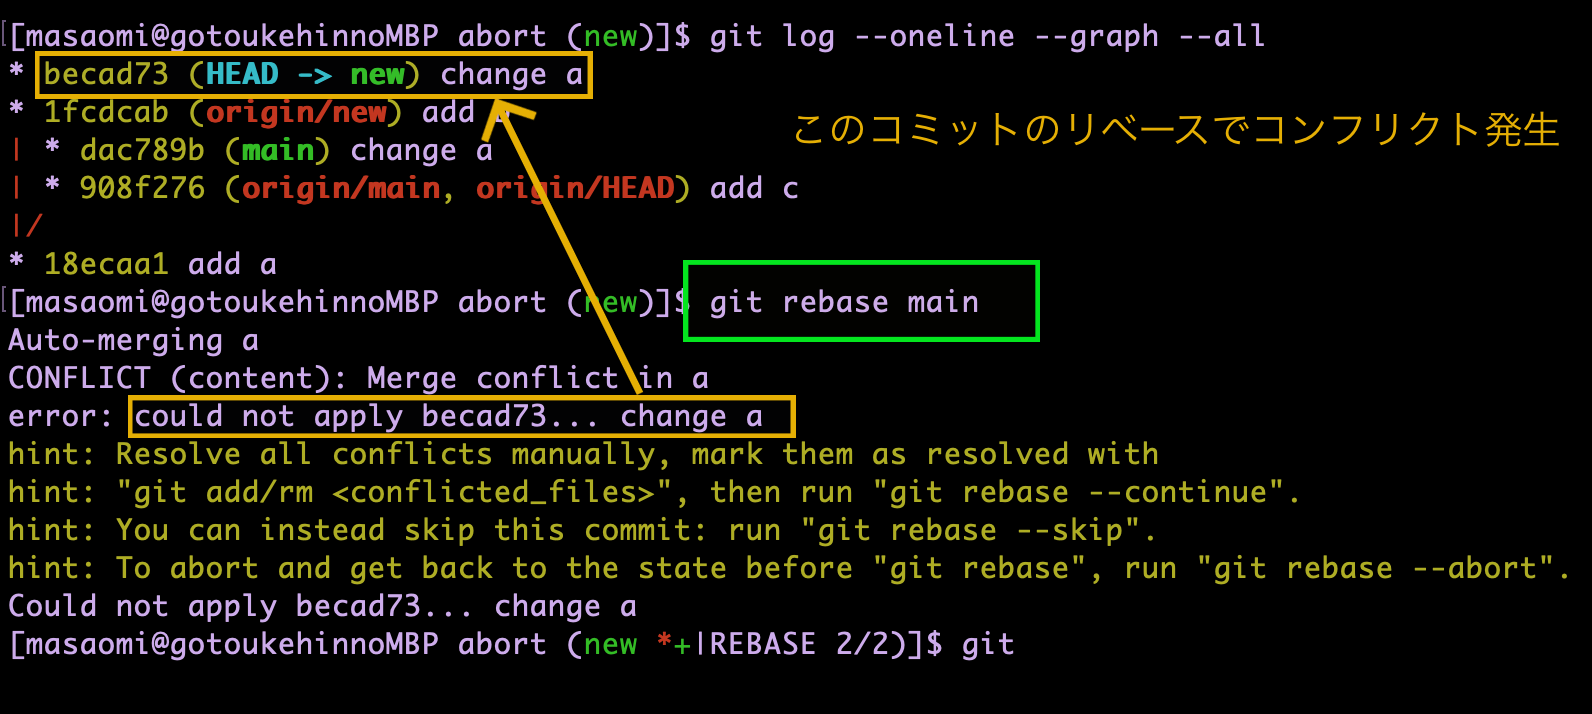 [masaomi@gotoukehinnoMBP abort (new)]$ git log --oneline --graph --all
* becad73 (HEAD -> new) change a
* 1fcdcab (origin/new) add b
このコミットのリベースでコンフリクト発生
| * dac789b (main) change a
| * 908f276 (origin/main, origin/HEAD) add c
|/
* 18ecaa1 add a
[masaomi@gotoukehinnoMBP abort (new)]$ git rebase main
Auto-merging a
CONFLICT (content): Merge conflict in a
error: could not apply becad73... change a
hint: Resolve all conflicts manually, mark them as resolved with
hint: "git add/rm <conflicted_files>", then run "git rebase --continue".
hint: You can instead skip this commit: run "git rebase --skip".
hint: To abort and get back to the state before "git rebase", run "git rebase --abort".
Could not apply becad73... change a
[masaomi@gotoukehinnoMBP abort (new *+|REBASE 2/2)]$ git